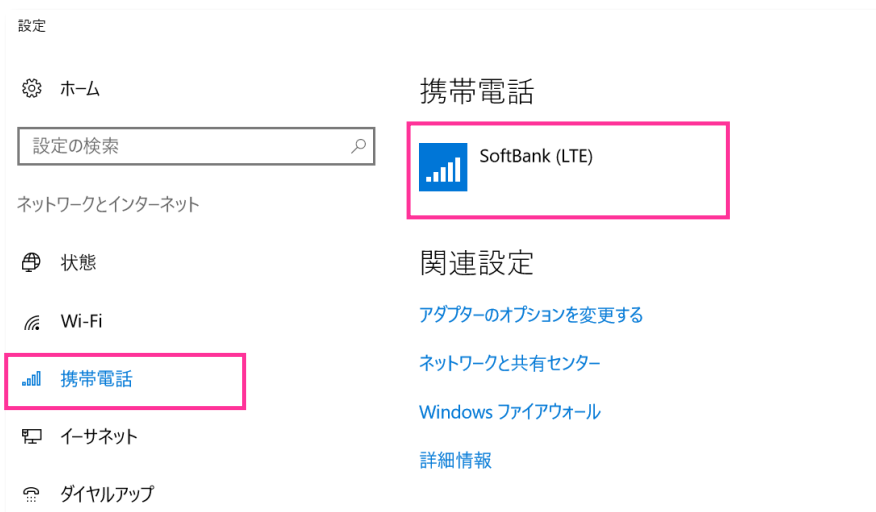 設定
ホーム
設定の検索
ネットワークとインターネット
状態
Wi-Fi
携帯電話
イーサネット
ダイヤルアップ
携帯電話
SoftBank (LTE)
関連設定
アダプターのオプションを変更する
ネットワークと共有センター
Windows ファイアウォール
詳細情報